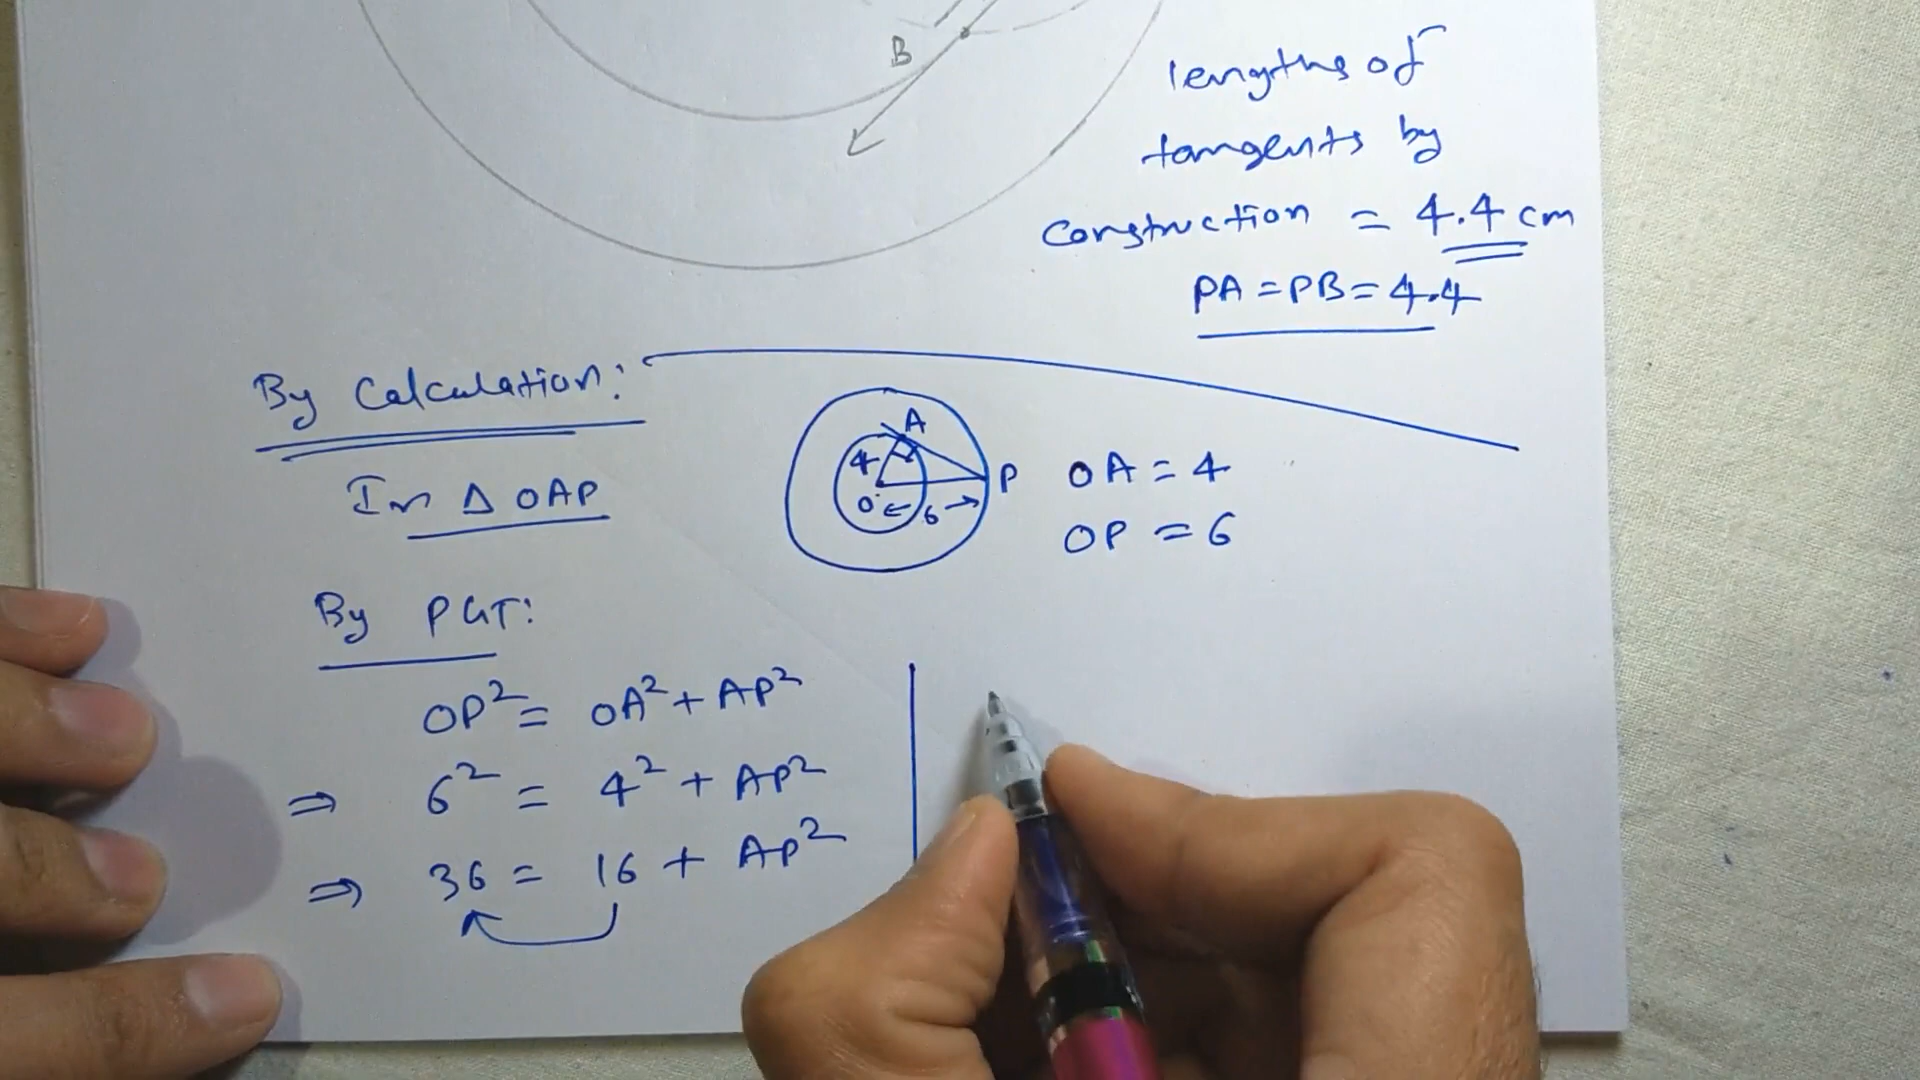 B
lengths of
tangents by
construction = 4.4 cm
PA = PB = 4.4
By Calculation:
In Δ OAP
A
4
O
6
P
OA = 4
OP = 6
By PGT:
OP² = OA² + AP²
⇒ 6² = 4² + AP²
⇒ 36 = 16 + AP²